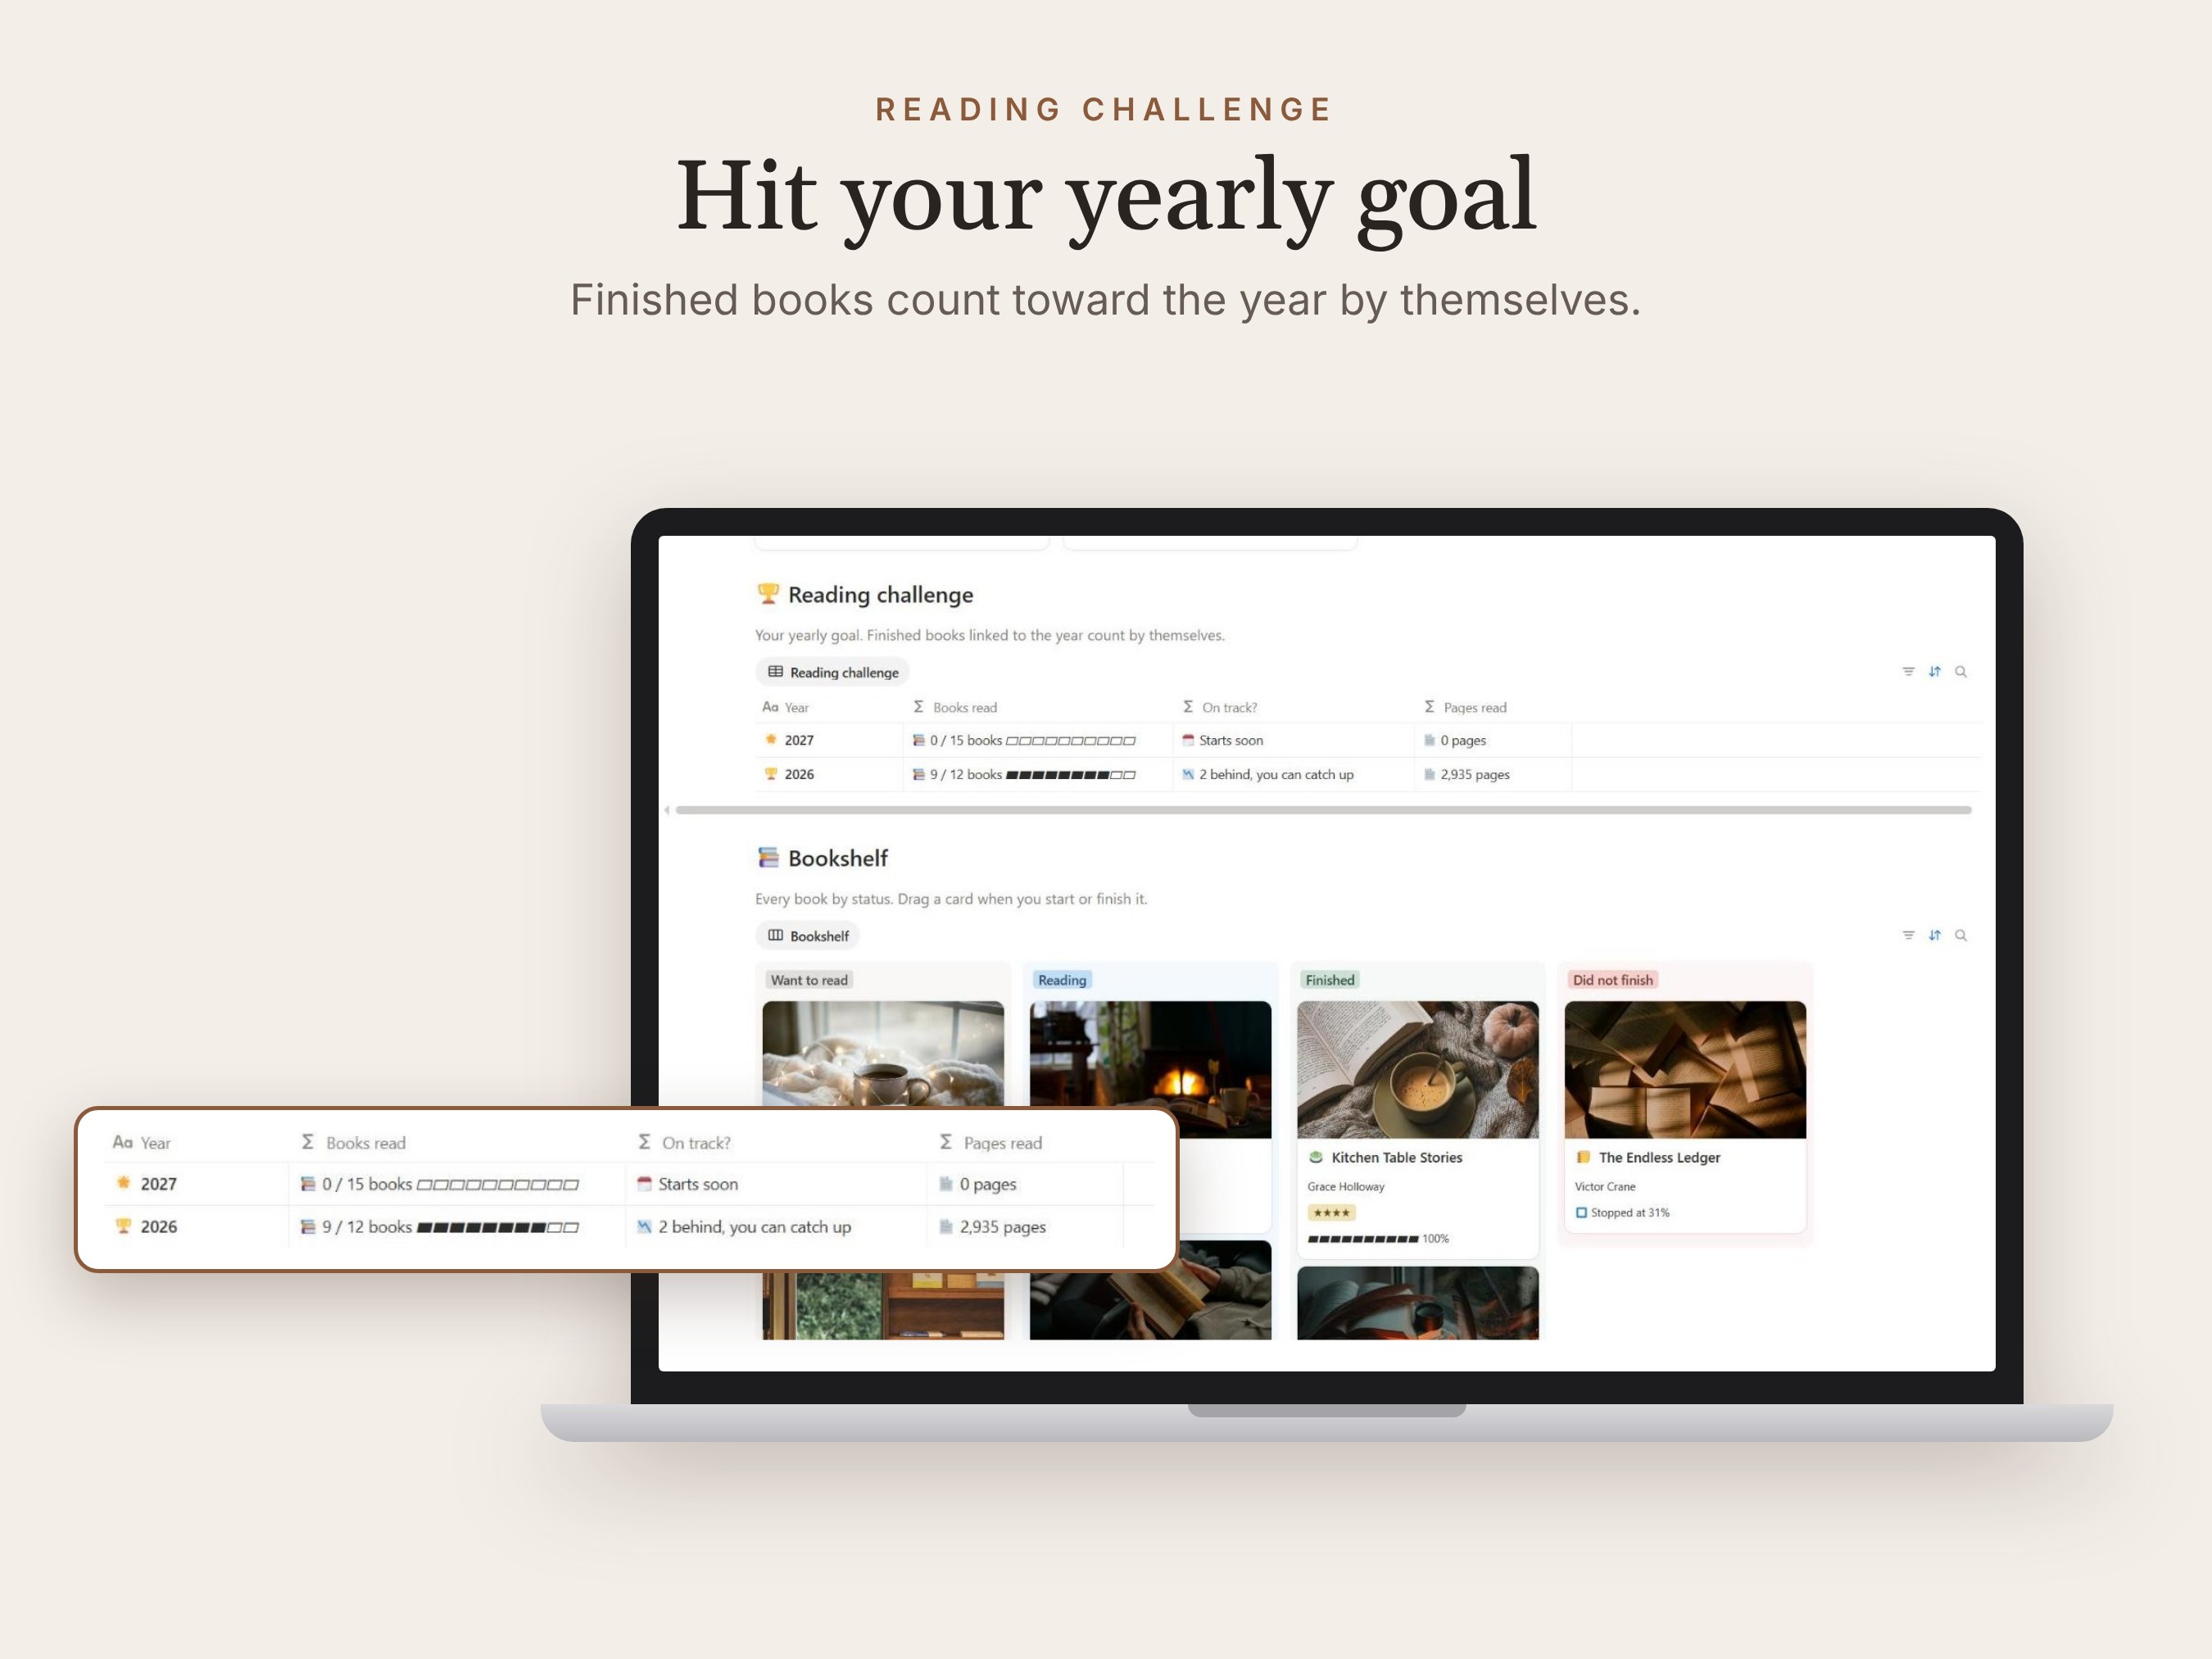 READING CHALLENGE
Hit your yearly goal
Finished books count toward the year by themselves.
Reading challenge
Your yearly goal. Finished books linked to the year count by themselves.
Reading challenge
Aa Year Σ Books read Σ On track? Σ Pages read
2027 0 / 15 books Starts soon 0 pages
2026 9 / 12 books 2 behind, you can catch up 2,935 pages
Bookshelf
Every book by status. Drag a card when you start or finish it.
Bookshelf
Want to read Reading Finished Did not finish
Kitchen Table Stories
Grace Holloway
★★★★
100%
The Endless Ledger
Victor Crane
Stopped at 31%
Aa Year Σ Books read Σ On track? Σ Pages read
2027 0 / 15 books Starts soon 0 pages
2026 9 / 12 books 2 behind, you can catch up 2,935 pages